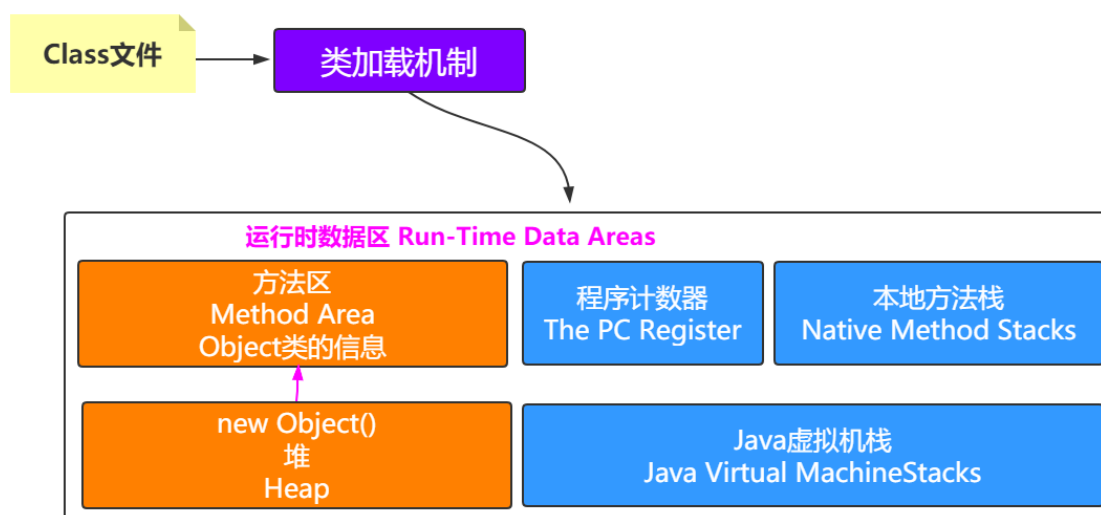 Class文件
类加载机制
运行时数据区 Run-Time Data Areas
方法区
Method Area
Object类的信息
程序计数器
The PC Register
本地方法栈
Native Method Stacks
new Object()
堆
Heap
Java虚拟机栈
Java Virtual MachineStacks